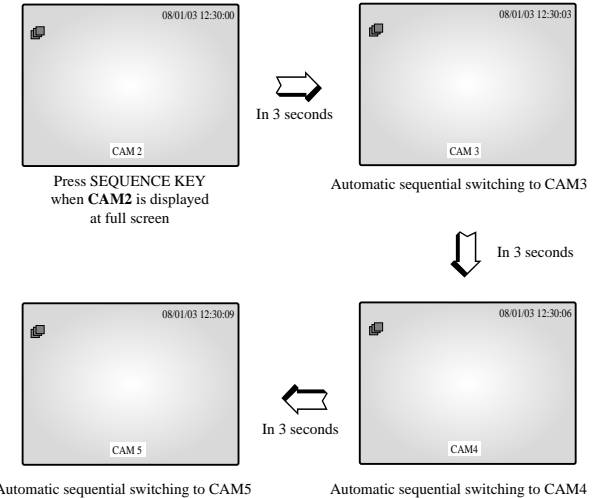 08/01/03 12:30:00
CAM 2
Press SEQUENCE KEY
when CAM2 is displayed
at full screen
In 3 seconds
08/01/03 12:30:03
CAM 3
Automatic sequential switching to CAM3
In 3 seconds
08/01/03 12:30:06
CAM4
Automatic sequential switching to CAM4
In 3 seconds
08/01/03 12:30:09
CAM 5
Automatic sequential switching to CAM5